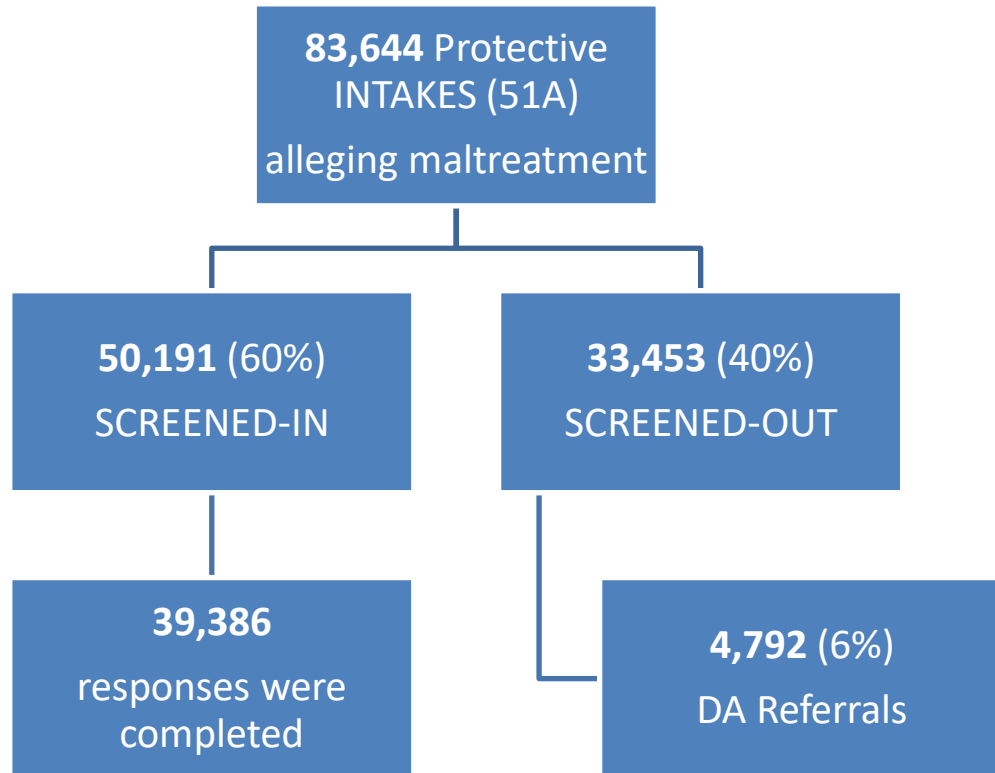 83,644 Protective
INTAKES (51A)
alleging maltreatment
50,191 (60%)
SCREENED-IN
33,453 (40%)
SCREENED-OUT
39,386
responses were
completed
4,792 (6%)
DA Referrals